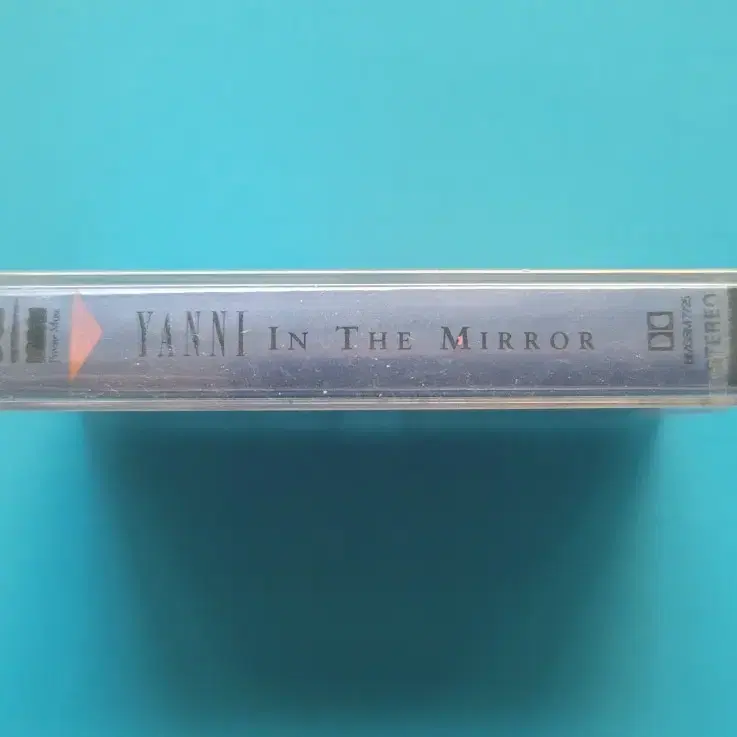 YANNI IN THE MIRROR
STEREO